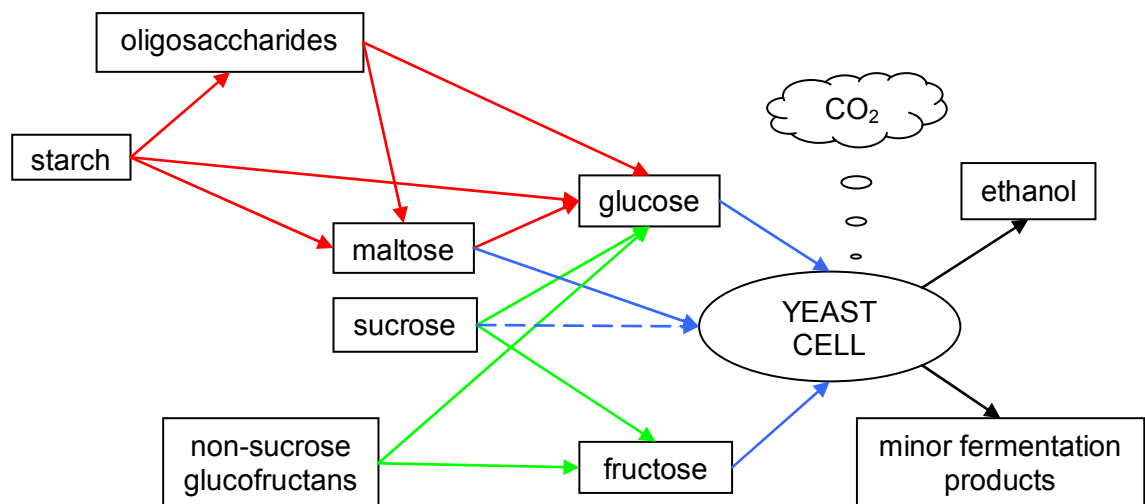 oligosaccharides
CO₂
starch
glucose
ethanol
maltose
sucrose
YEAST
CELL
non-sucrose
glucofructans
fructose
minor fermentation
products